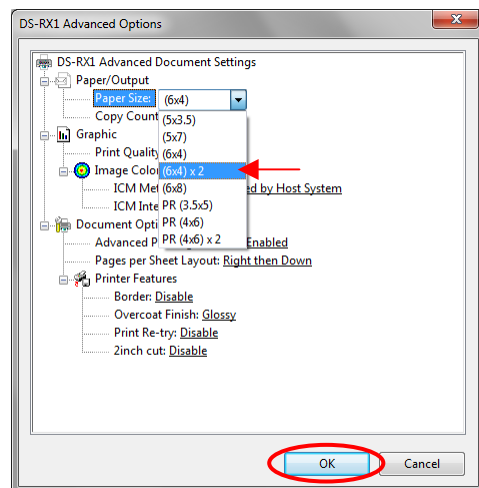 DS-RX1 Advanced Options
DS-RX1 Advanced Document Settings
Paper/Output
Paper Size: (6x4)
Copy Count
(5x3.5)
(5x7)
Graphic
Print Quality
(6x4)
Image Color
(6x4) x 2
ICM Met
(6x8)
ed by Host System
ICM Inte
PR (3.5x5)
Document Opti
PR (4x6)
Advanced P
PR (4x6) x 2
Enabled
Pages per Sheet Layout: Right then Down
Printer Features
Border: Disable
Overcoat Finish: Glossy
Print Re-try: Disable
2inch cut: Disable
OK
Cancel